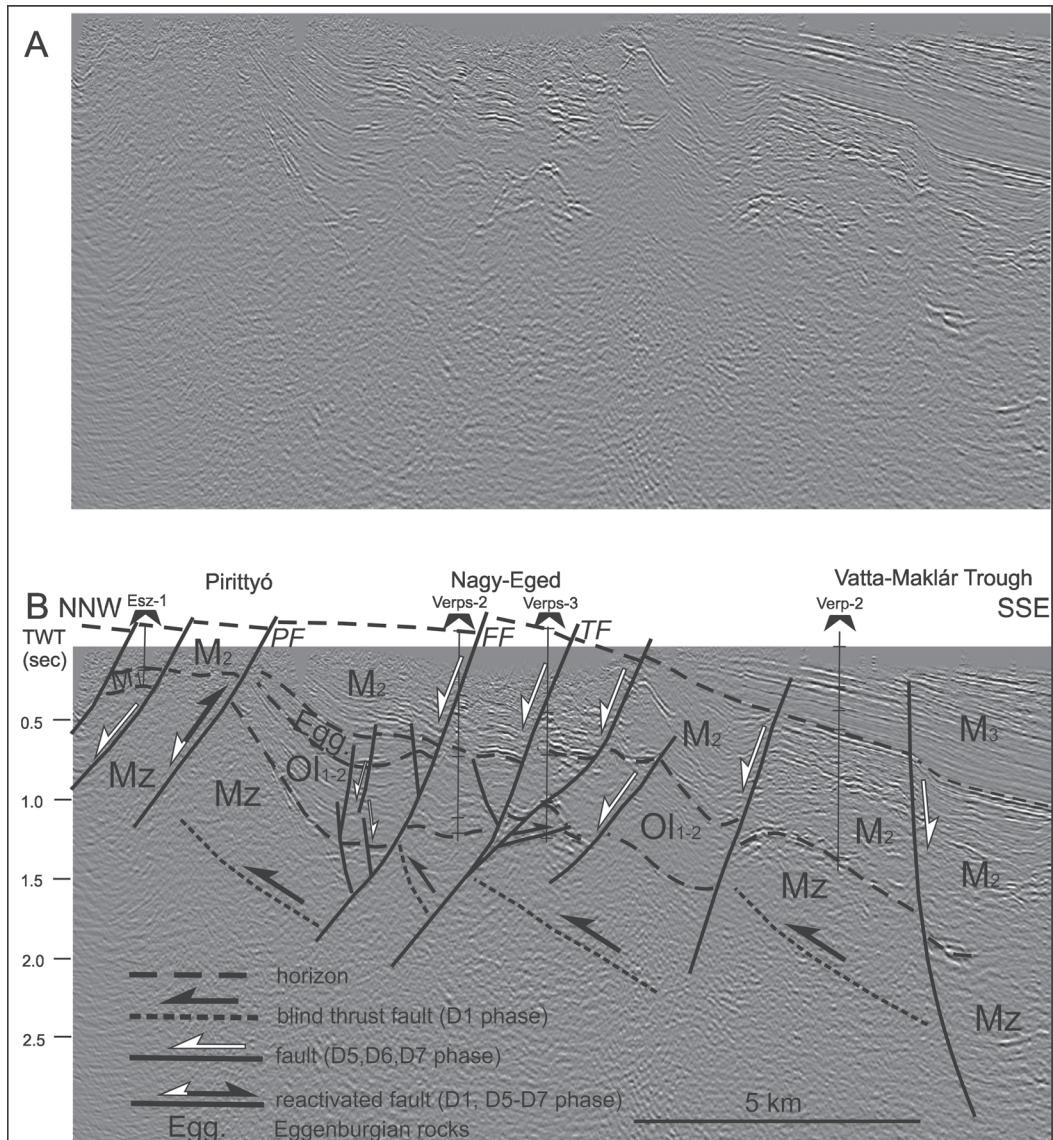 A
Pirittyó Nagy-Eged Vatta-Maklár Trough
B NNW Esz-1 Verps-2 Verps-3 Verp-2 SSE
TWT
(sec)
PF FF TF
M2
M1
M2
0.5
Egg.
M2
M3
Mz
Ol1-2
1.0
Mz
Ol1-2
M2
M2
1.5
Mz
2.0
horizon
Mz
blind thrust fault (D1 phase)
2.5
fault (D5,D6,D7 phase)
reactivated fault (D1, D5-D7 phase)
5 km
Egg. Eggenburgian rocks